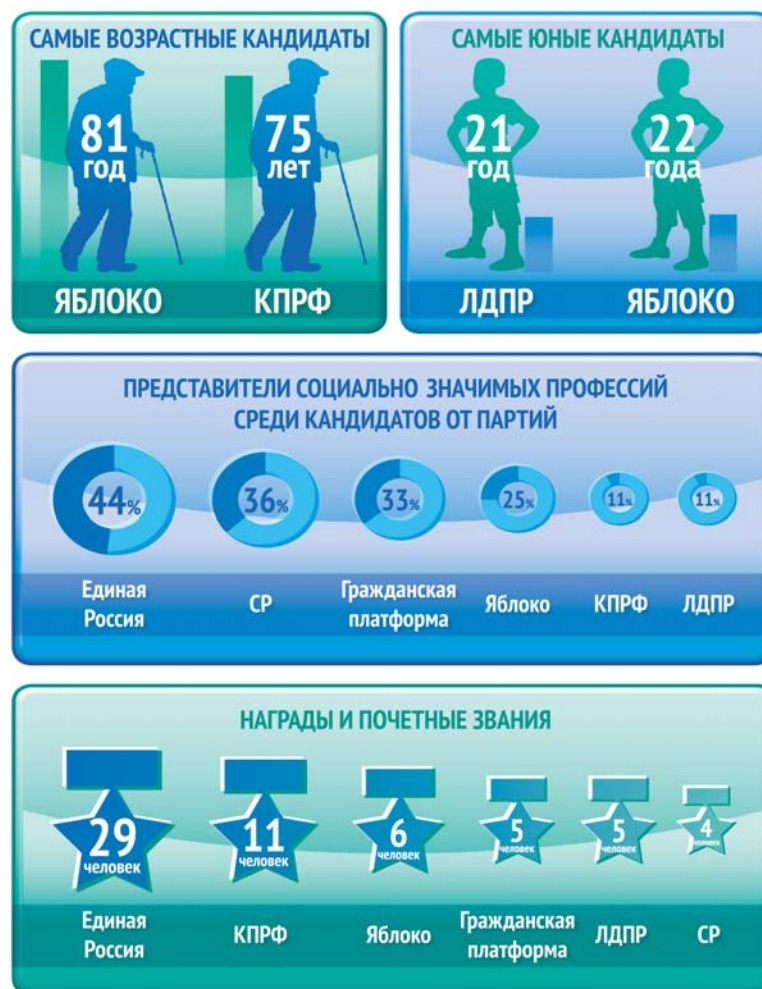 САМЫЕ ВОЗРАСТНЫЕ КАНДИДАТЫ
81
год
75
лет
ЯБЛОКО
КПРФ
САМЫЕ ЮНЫЕ КАНДИДАТЫ
21
год
22
года
ЛДПР
ЯБЛОКО
ПРЕДСТАВИТЕЛИ СОЦИАЛЬНО ЗНАЧИМЫХ ПРОФЕССИЙ
СРЕДИ КАНДИДАТОВ ОТ ПАРТИЙ
44%
36%
33%
25%
11%
11%
Единая
Россия
СР
Гражданская
платформа
Яблоко
КПРФ
ЛДПР
НАГРАДЫ И ПОЧЕТНЫЕ ЗВАНИЯ
29
человек
11
человек
6
человек
5
человек
5
человек
4
человек
Единая
Россия
КПРФ
Яблоко
Гражданская
платформа
ЛДПР
СР